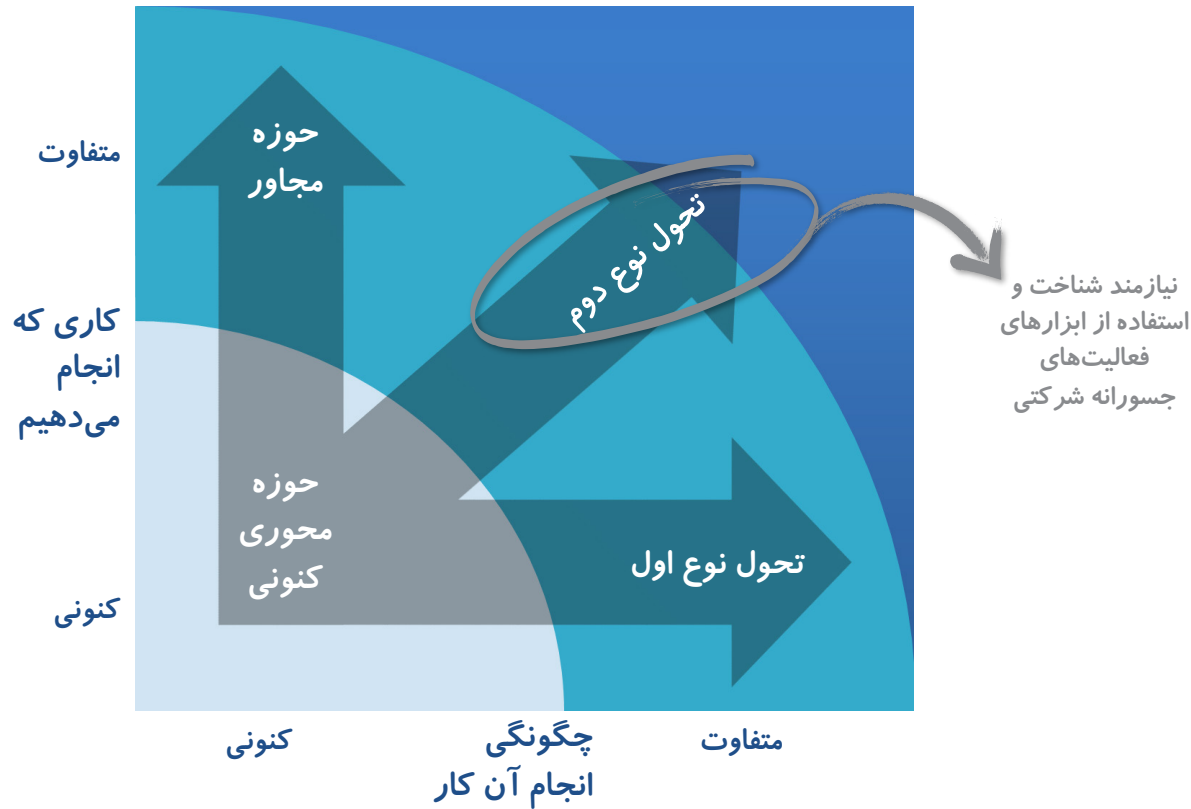 متفاوت
کاری که
انجام
می‌دهیم
کنونی
حوزه
مجاور
تحول نوع دوم
حوزه
محوری
کنونی
تحول نوع اول
نیازمند شناخت و
استفاده از ابزارهای
فعالیت‌های
جسورانه شرکتی
کنونی
چگونگی
انجام آن کار
متفاوت